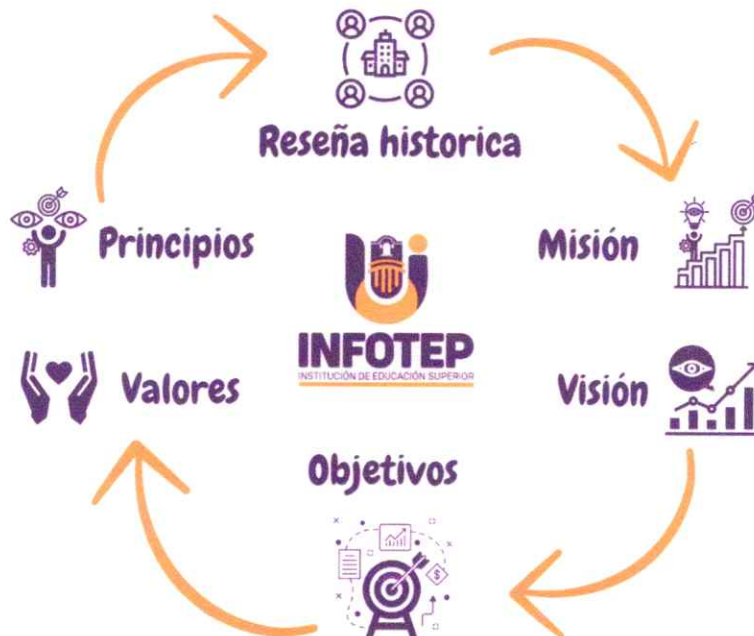 Reseña historica
Principios
Misión
INFOTEP
INSTITUCIÓN DE EDUCACIÓN SUPERIOR
Valores
Visión
Objetivos
$